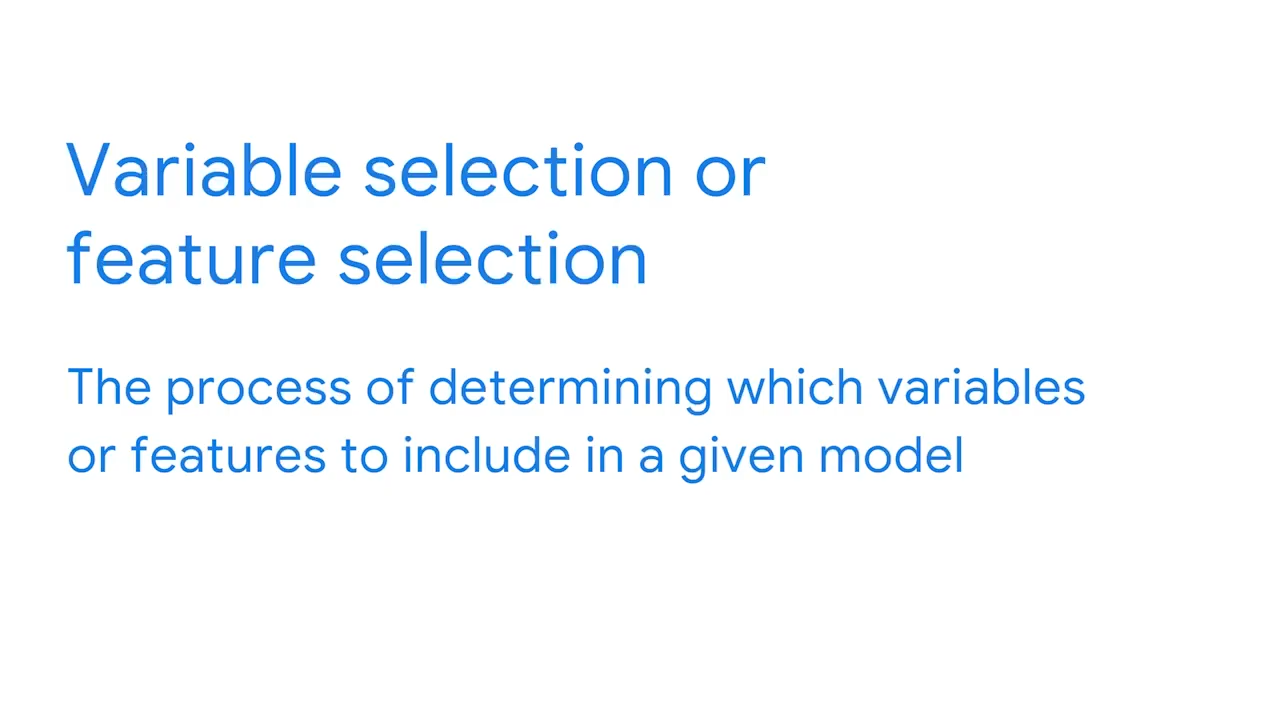 Variable selection or
feature selection
The process of determining which variables
or features to include in a given model